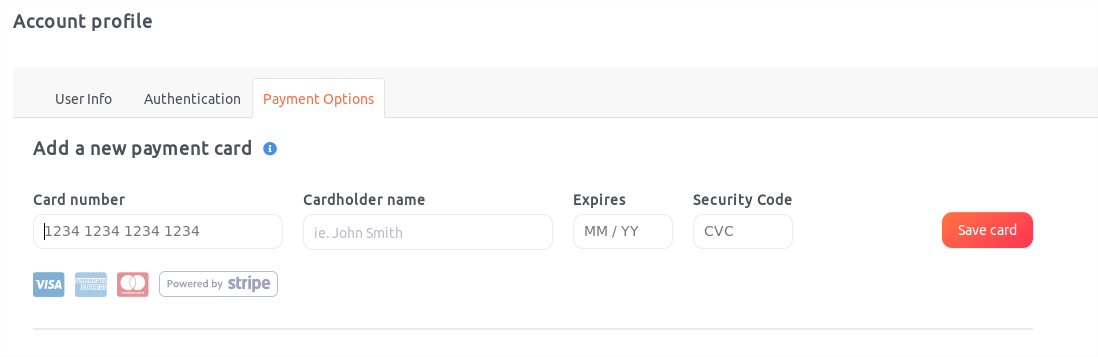 Account profile
User Info Authentication Payment Options
Add a new payment card
Card number Cardholder name Expires Security Code
1234 1234 1234 1234 ie. John Smith MM / YY CVC Save card
VISA AMERICAN EXPRESS Powered by stripe